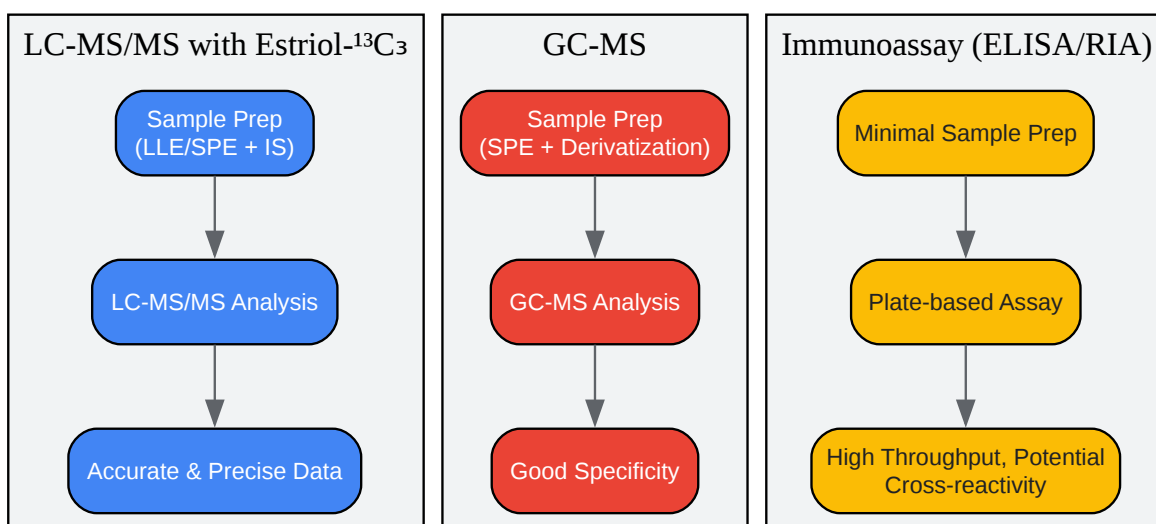 LC-MS/MS with Estriol-¹³C₃
Sample Prep
(LLE/SPE + IS)
LC-MS/MS Analysis
Accurate & Precise Data
GC-MS
Sample Prep
(SPE + Derivatization)
GC-MS Analysis
Good Specificity
Immunoassay (ELISA/RIA)
Minimal Sample Prep
Plate-based Assay
High Throughput, Potential
Cross-reactivity